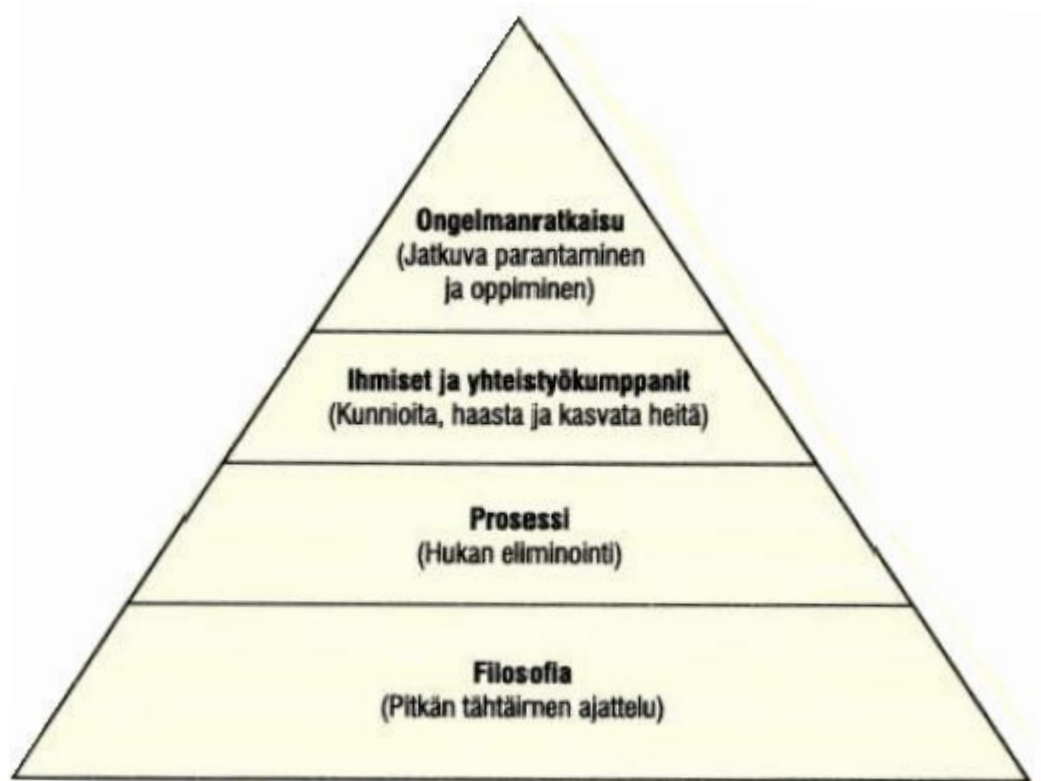 Ongelmanratkaisu
(Jatkuva parantaminen
ja oppiminen)
Ihmiset ja yhteistyökumppanit
(Kunnioita, haasta ja kasvata heitä)
Prosessi
(Hukan eliminointi)
Filosofia
(Pitkän tähtäimen ajattelu)